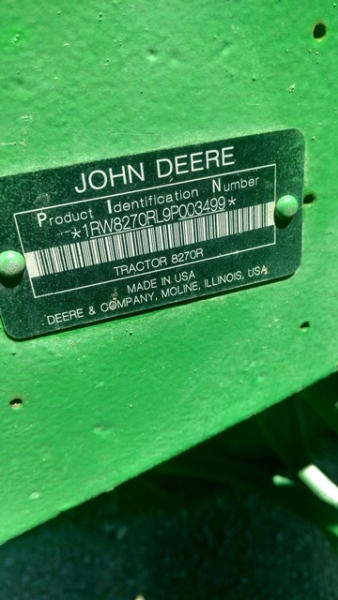 JOHN DEERE
Product Identification Number
*1RW8270RL9P003499*
TRACTOR 8270R
MADE IN USA
DEERE & COMPANY, MOLINE, ILLINOIS, USA